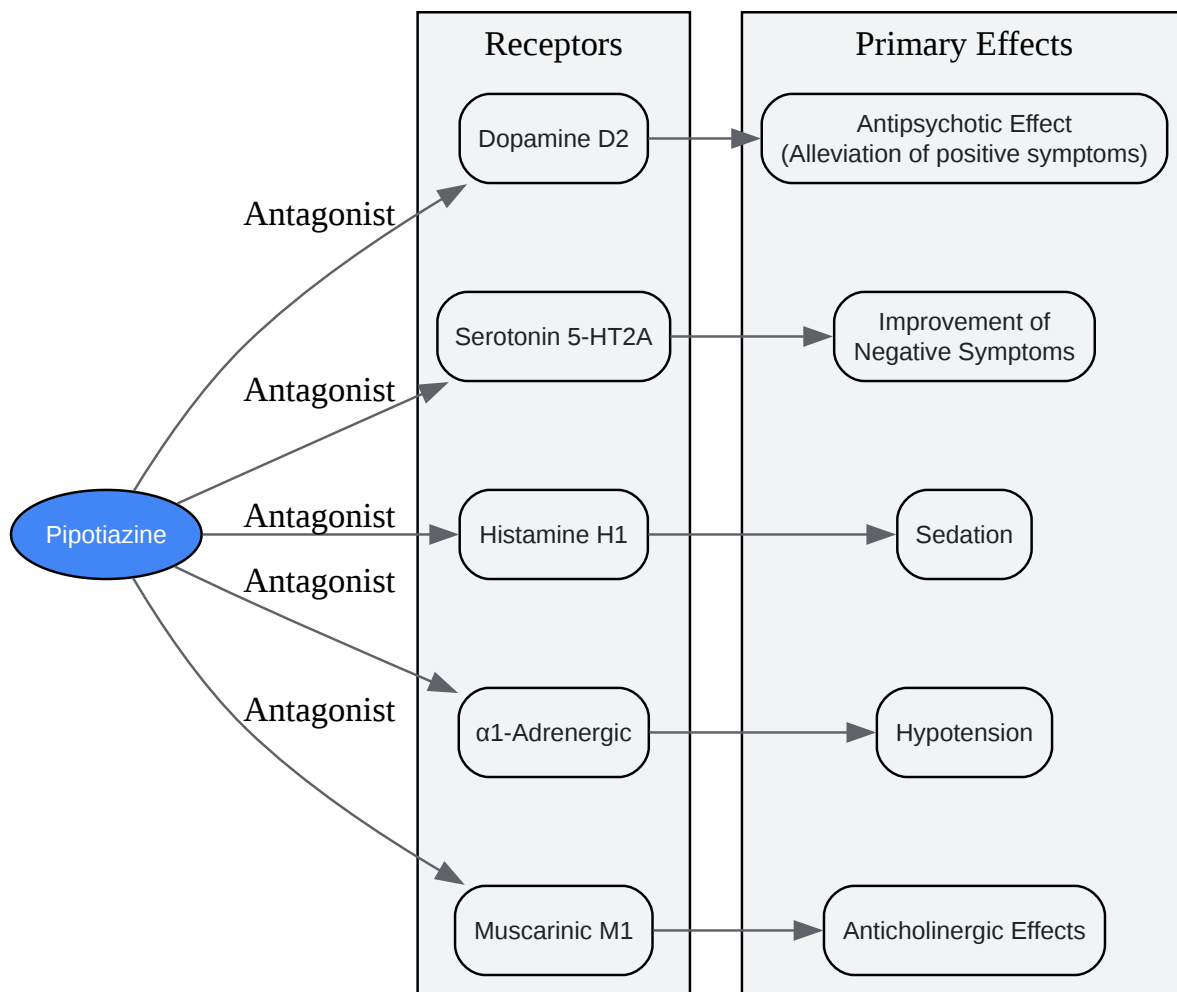 Receptors
Primary Effects
Dopamine D2
Antipsychotic Effect
(Alleviation of positive symptoms)
Antagonist
Serotonin 5-HT2A
Improvement of
Negative Symptoms
Antagonist
Pipotiazine
Antagonist
Histamine H1
Sedation
Antagonist
α1-Adrenergic
Hypotension
Antagonist
Muscarinic M1
Anticholinergic Effects